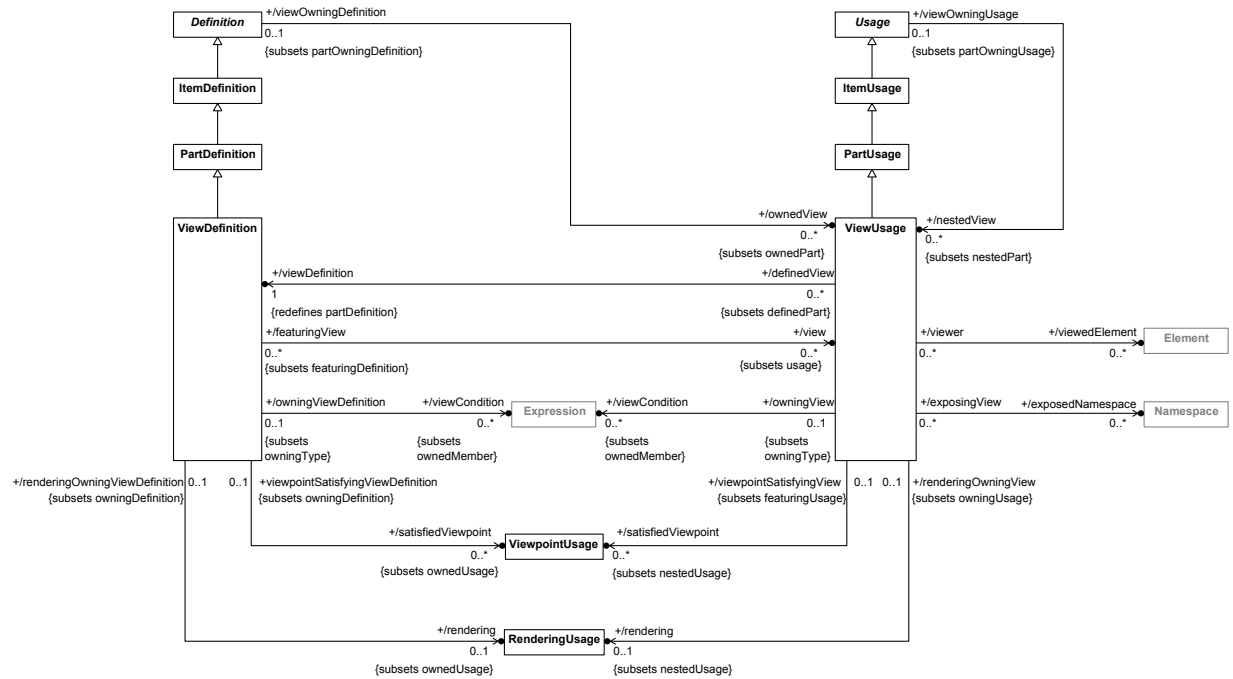 +/viewOwningDefinition
Definition
0..1
{subsets partOwningDefinition}
+/viewOwningUsage
Usage
0..1
{subsets partOwningUsage}
ItemDefinition
ItemUsage
PartDefinition
PartUsage
ViewDefinition
+/ownedView
0..*
{subsets ownedPart}
ViewUsage
+/nestedView
0..*
{subsets nestedPart}
+/viewDefinition
1
{redefines partDefinition}
+/definedView
0..*
{subsets definedPart}
+/featuringView
0..*
{subsets featuringDefinition}
+/view
0..*
{subsets usage}
+/viewer
0..*
+/viewedElement
0..*
Element
+/owningViewDefinition
0..1
{subsets
owningType}
+/viewCondition
0..*
{subsets
ownedMember}
Expression
+/viewCondition
0..*
{subsets
ownedMember}
+/owningView
0..1
{subsets
owningType}
+/exposingView
0..*
+/exposedNamespace
0..*
Namespace
+/renderingOwningViewDefinition
0..1
{subsets owningDefinition}
0..1
+/viewpointSatisfyingViewDefinition
{subsets owningDefinition}
+/viewpointSatisfyingView
0..1
{subsets featuringUsage}
0..1
+/renderingOwningView
{subsets owningUsage}
+/satisfiedViewpoint
0..*
{subsets ownedUsage}
ViewpointUsage
+/satisfiedViewpoint
0..*
{subsets nestedUsage}
+/rendering
0..1
{subsets ownedUsage}
RenderingUsage
+/rendering
0..1
{subsets nestedUsage}